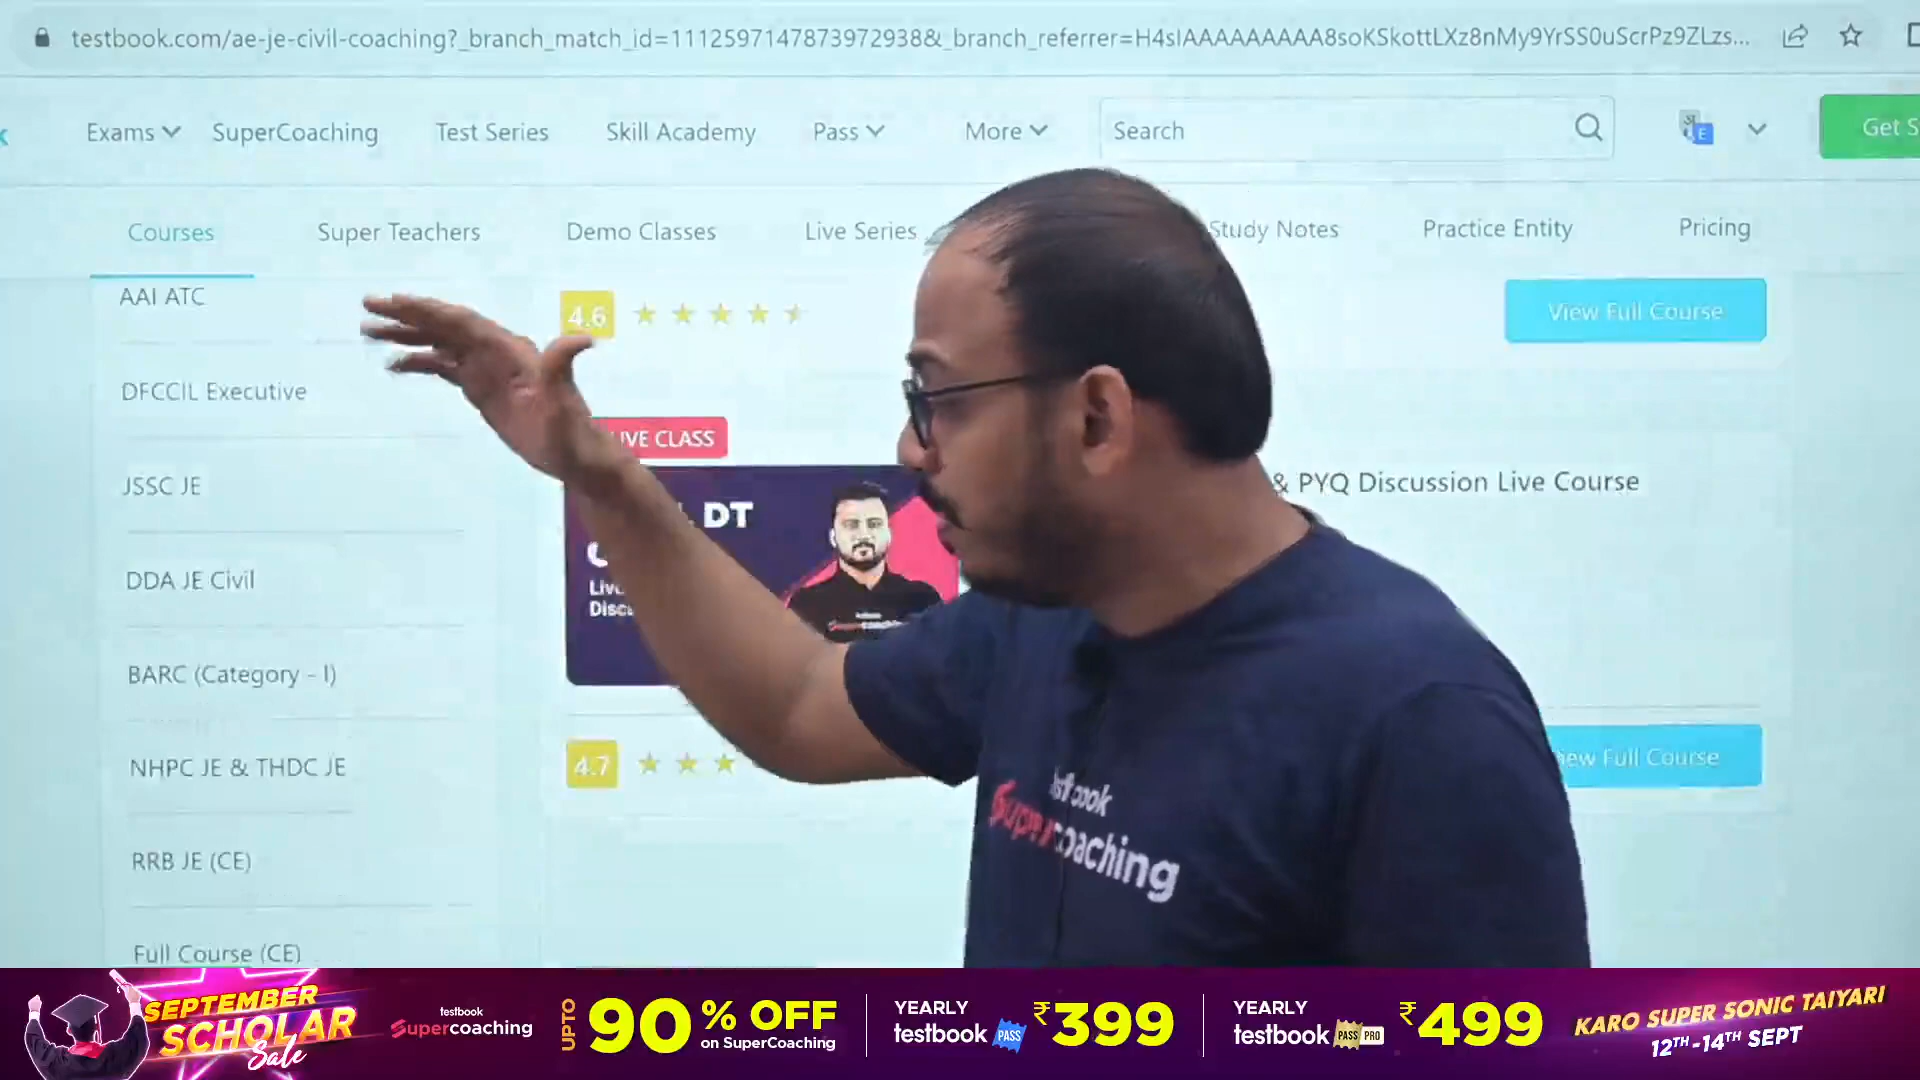 testbook.com/ae-je-civil-coaching?_branch_match_id=1112597147873972938&_branch_referrer=H4sIAAAAAAAAA8soKSkottLXz8nMy9YrSS0uScrPz9ZLzs...
Exams SuperCoaching Test Series Skill Academy Pass More Search Get S
Courses Super Teachers Demo Classes Live Series Study Notes Practice Entity Pricing
AAI ATC
4.6
View Full Course
DFCCIL Executive
LIVE CLASS
JSSC JE
DT
& PYQ Discussion Live Course
DDA JE Civil
BARC (Category - I)
NHPC JE & THDC JE
4.7
View Full Course
RRB JE (CE)
Full Course (CE)
testbook
Supercoaching
SEPTEMBER
SCHOLAR
Sale
testbook
Supercoaching
UPTO 90% OFF
on SuperCoaching
YEARLY
testbook PASS ₹399
YEARLY
testbook PASS PRO ₹499
KARO SUPER SONIC TAIYARI
12TH-14TH SEPT